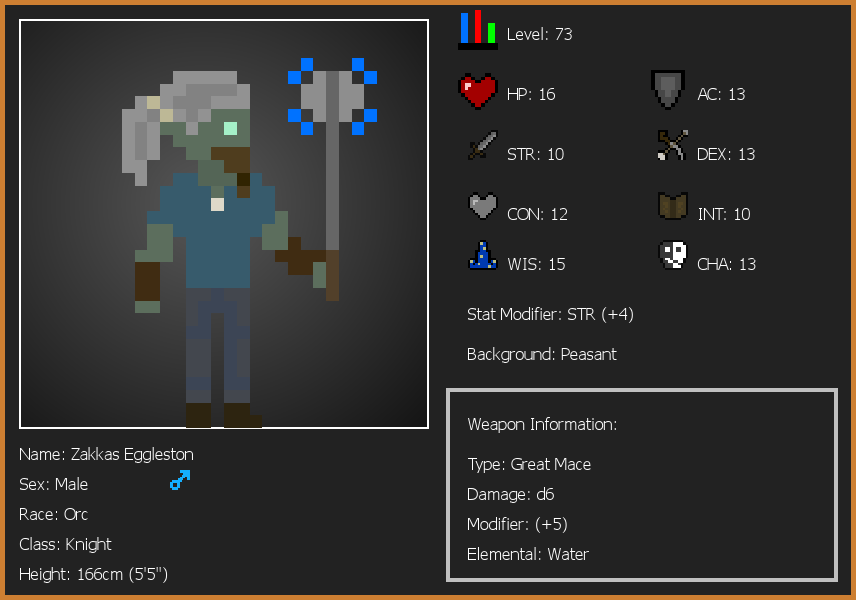 Level: 73
HP: 16
AC: 13
STR: 10
DEX: 13
CON: 12
INT: 10
WIS: 15
CHA: 13
Stat Modifier: STR (+4)
Background: Peasant
Weapon Information:
Type: Great Mace
Damage: d6
Modifier: (+5)
Elemental: Water
Name: Zakkas Eggleston
Sex: Male
Race: Orc
Class: Knight
Height: 166cm (5'5")